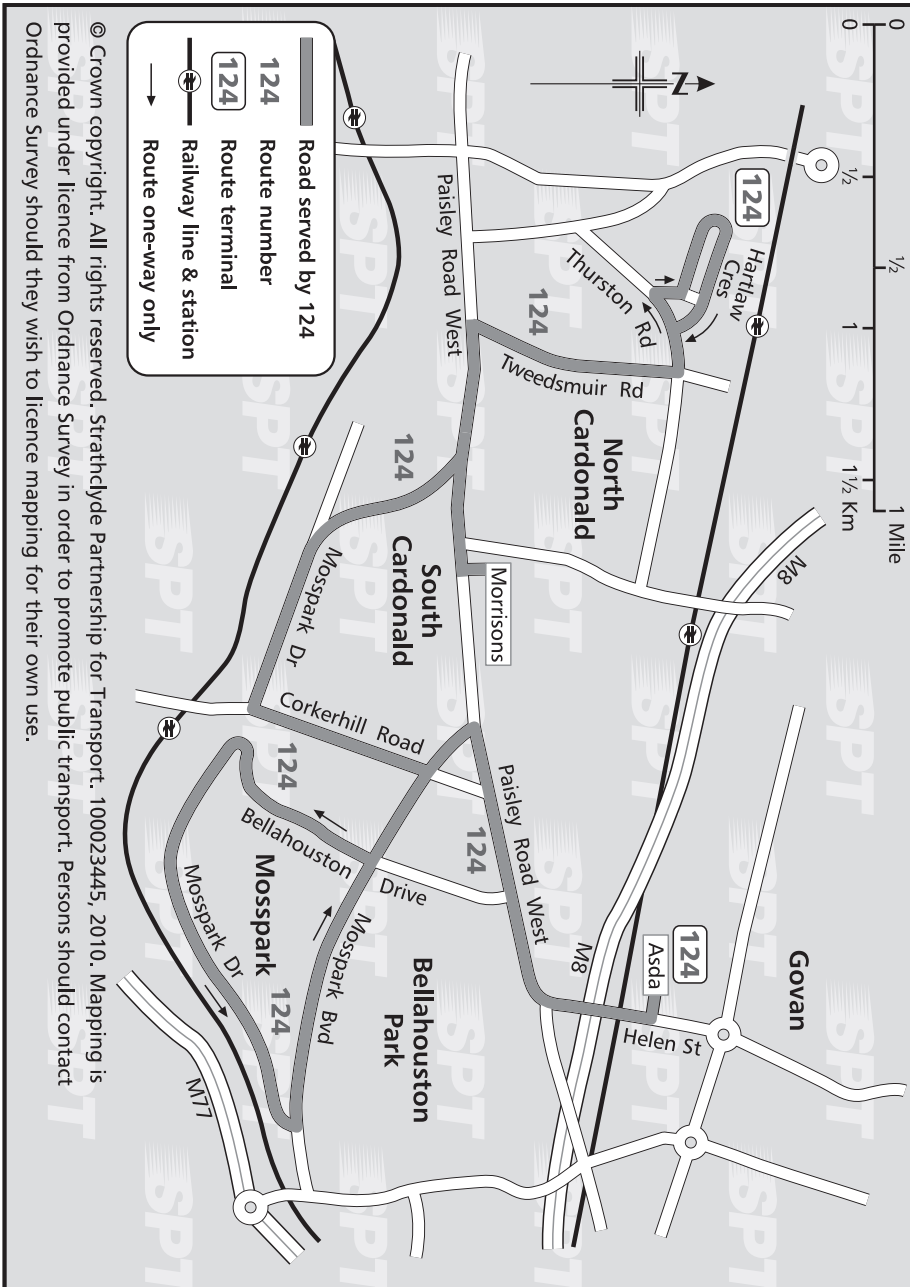 0
½
1
1½ Km
0
½
1 Mile
N
M8
Govan
124
Hartlaw
Cres
124
Asda
Helen St
M8
Thurston Rd
124
Tweedsmuir Rd
North
Cardonald
Morrisons
Paisley Road West
Paisley Road West
124
124
South
Cardonald
Mosspark Dr
Corkerhill Road
124
Bellahouston Drive
Bellahouston
Park
Mosspark Bvd
Mosspark
124
Mosspark Dr
M77
Road served by 124
124 Route number
124 Route terminal
Railway line & station
Route one-way only
© Crown copyright. All rights reserved. Strathclyde Partnership for Transport. 100023445, 2010. Mapping is
provided under licence from Ordnance Survey in order to promote public transport. Persons should contact
Ordnance Survey should they wish to licence mapping for their own use.
SPT